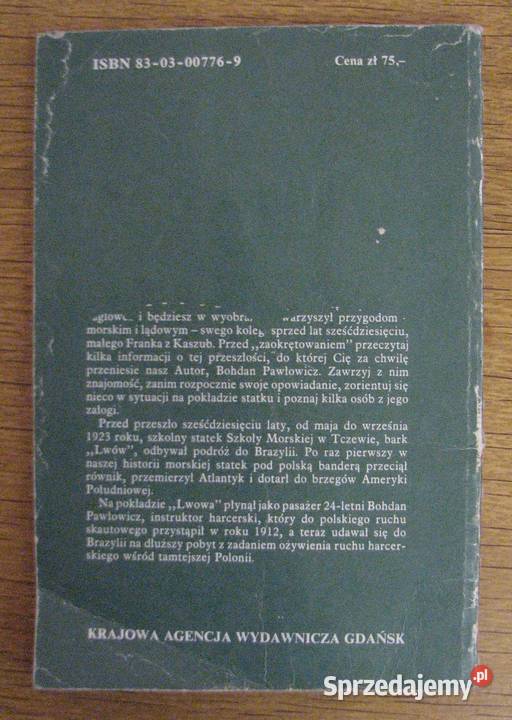 ISBN 83-03-00776-9 Cena zł 75,-
i będziesz w
morskim i lądowym – swego sprzed lat sześćdziesięciu,
małego Franka z Kaszub. Przed „zaokrętowaniem" przeczytaj
kilka informacji o tej przeszłości, do której Cię za chwilę
przeniesie nasz Autor, Bohdan Pawłowicz. Zawrzyj z nim
znajomość, zanim rozpocznie swoje opowiadanie, zorientuj się
nieco w sytuacji na pokładzie statku i poznaj kilka osób z jego
załogi.
Przed przeszło sześćdziesięciu laty, od maja do września
1923 roku, szkolny statek Szkoły Morskiej w Tczewie, bark
„Lwów", odbywał podróż do Brazylii. Po raz pierwszy w
naszej historii morskiej statek pod polską banderą przeciął
równik, przemierzył Atlantyk i dotarł do brzegów Ameryki
Południowej.
Na pokładzie „Lwowa" płynął jako pasażer 24-letni Bohdan
Pawłowicz, instruktor harcerski, który do polskiego ruchu
skautowego przystąpił w roku 1912, a teraz udawał się do
Brazylii na dłuższy pobyt z zadaniem ożywienia ruchu harcer-
skiego wśród tamtejszej Polonii.
KRAJOWA AGENCJA WYDAWNICZA GDAŃSK
Sprzedajemy.pl